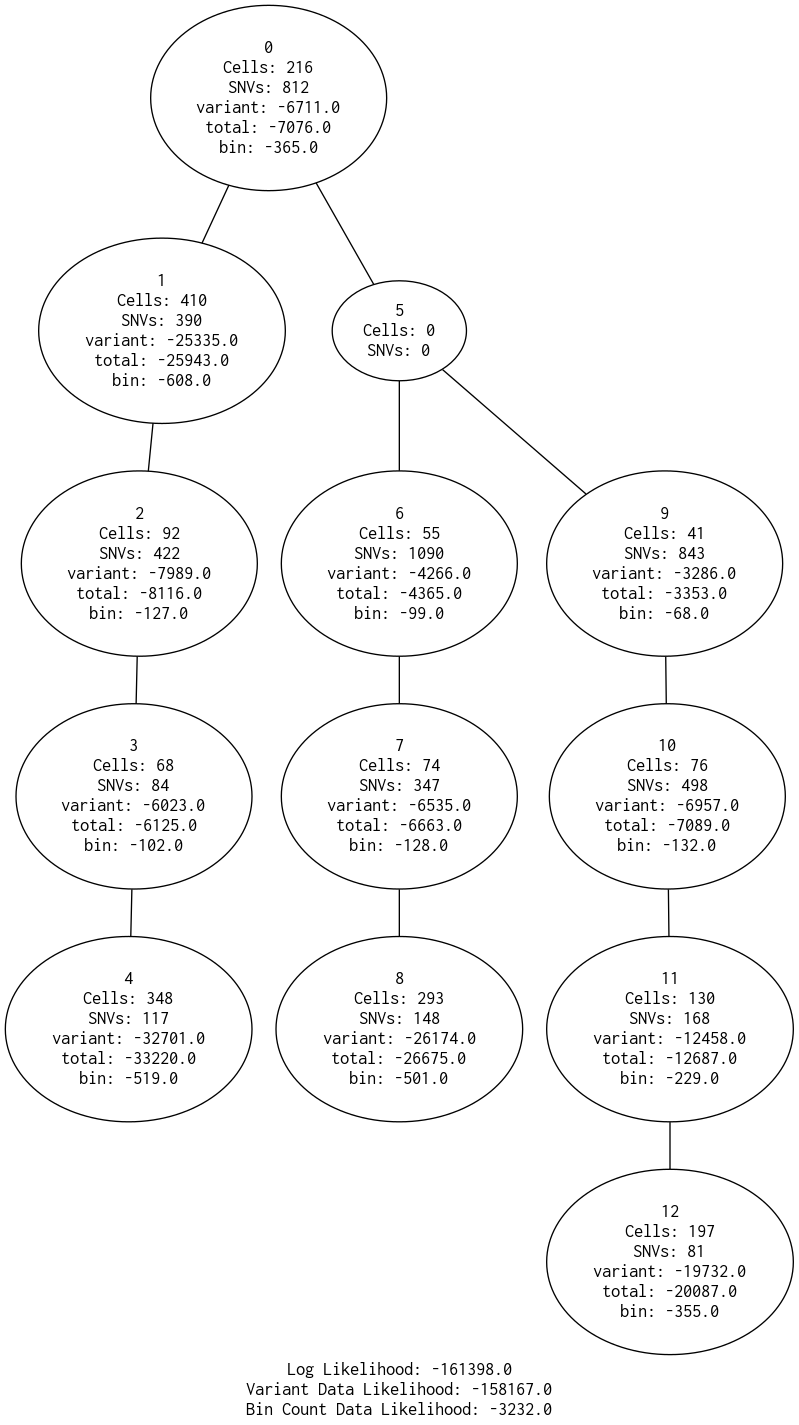 0
Cells: 216
SNVs: 812
variant: -6711.0
total: -7076.0
bin: -365.0
1
Cells: 410
SNVs: 390
variant: -25335.0
total: -25943.0
bin: -608.0
5
Cells: 0
SNVs: 0
2
Cells: 92
SNVs: 422
variant: -7989.0
total: -8116.0
bin: -127.0
6
Cells: 55
SNVs: 1090
variant: -4266.0
total: -4365.0
bin: -99.0
9
Cells: 41
SNVs: 843
variant: -3286.0
total: -3353.0
bin: -68.0
3
Cells: 68
SNVs: 84
variant: -6023.0
total: -6125.0
bin: -102.0
7
Cells: 74
SNVs: 347
variant: -6535.0
total: -6663.0
bin: -128.0
10
Cells: 76
SNVs: 498
variant: -6957.0
total: -7089.0
bin: -132.0
4
Cells: 348
SNVs: 117
variant: -32701.0
total: -33220.0
bin: -519.0
8
Cells: 293
SNVs: 148
variant: -26174.0
total: -26675.0
bin: -501.0
11
Cells: 130
SNVs: 168
variant: -12458.0
total: -12687.0
bin: -229.0
12
Cells: 197
SNVs: 81
variant: -19732.0
total: -20087.0
bin: -355.0
Log Likelihood: -161398.0
Variant Data Likelihood: -158167.0
Bin Count Data Likelihood: -3232.0